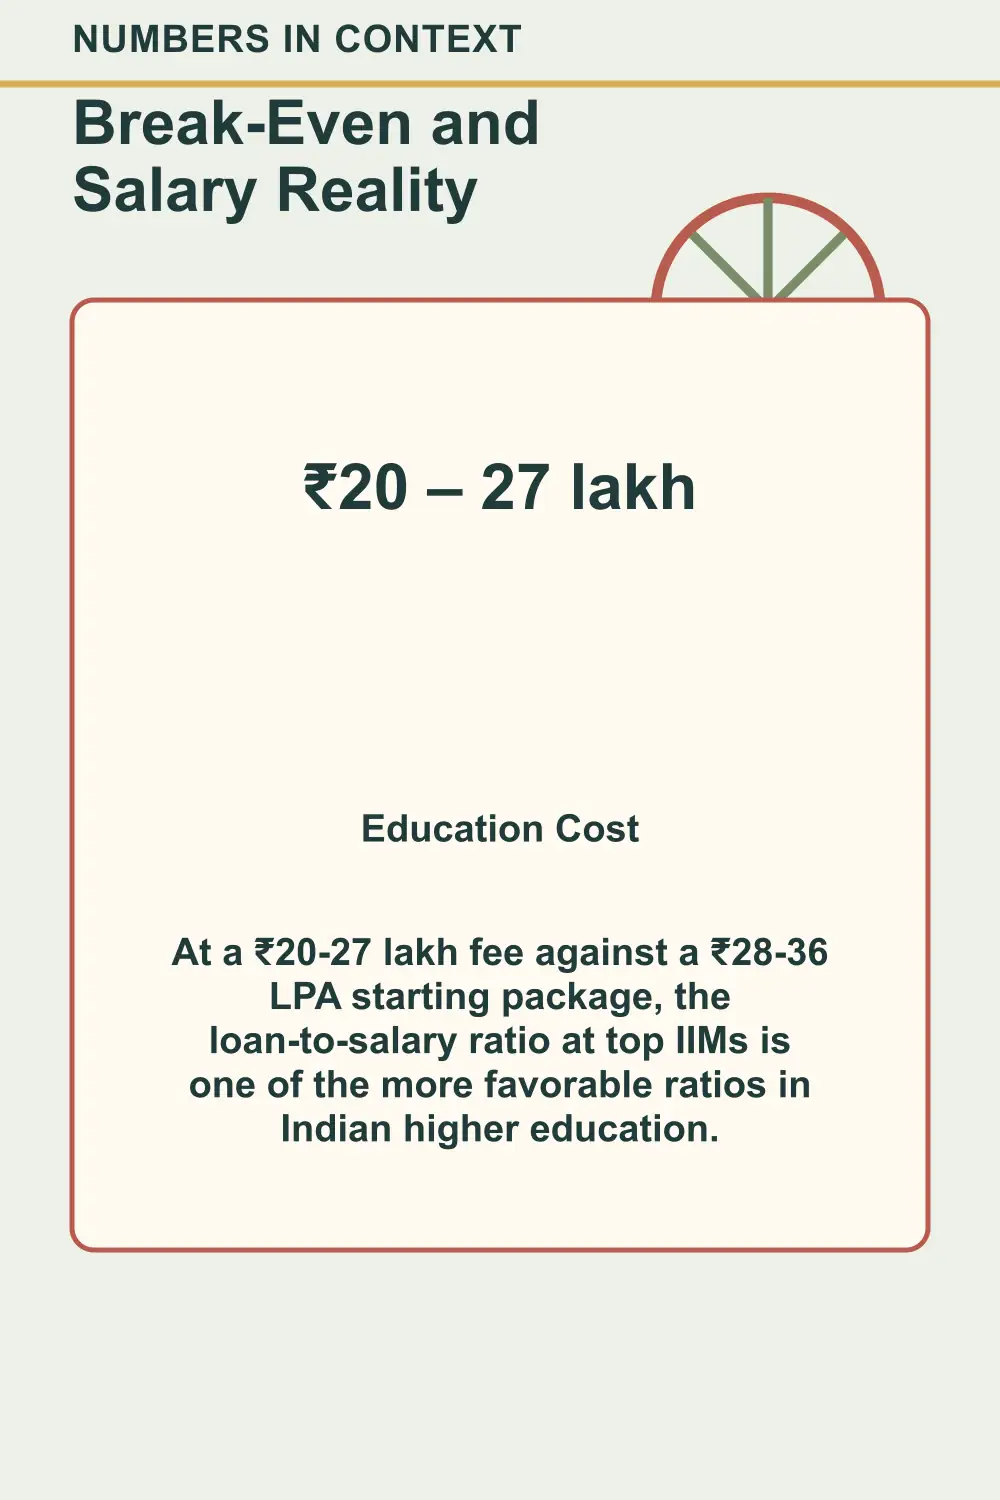 NUMBERS IN CONTEXT
Break-Even and
Salary Reality
₹20 – 27 lakh
Education Cost
At a ₹20-27 lakh fee against a ₹28-36
LPA starting package, the
loan-to-salary ratio at top IIMs is
one of the more favorable ratios in
Indian higher education.